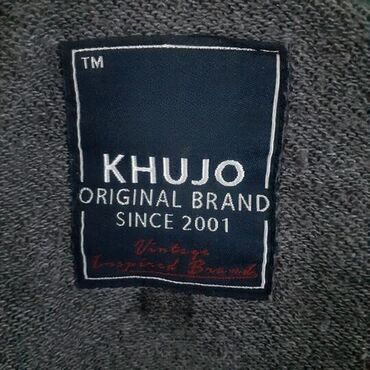 TM
KHUJO
ORIGINAL BRAND
SINCE 2001
Vintage
Inspired Brand